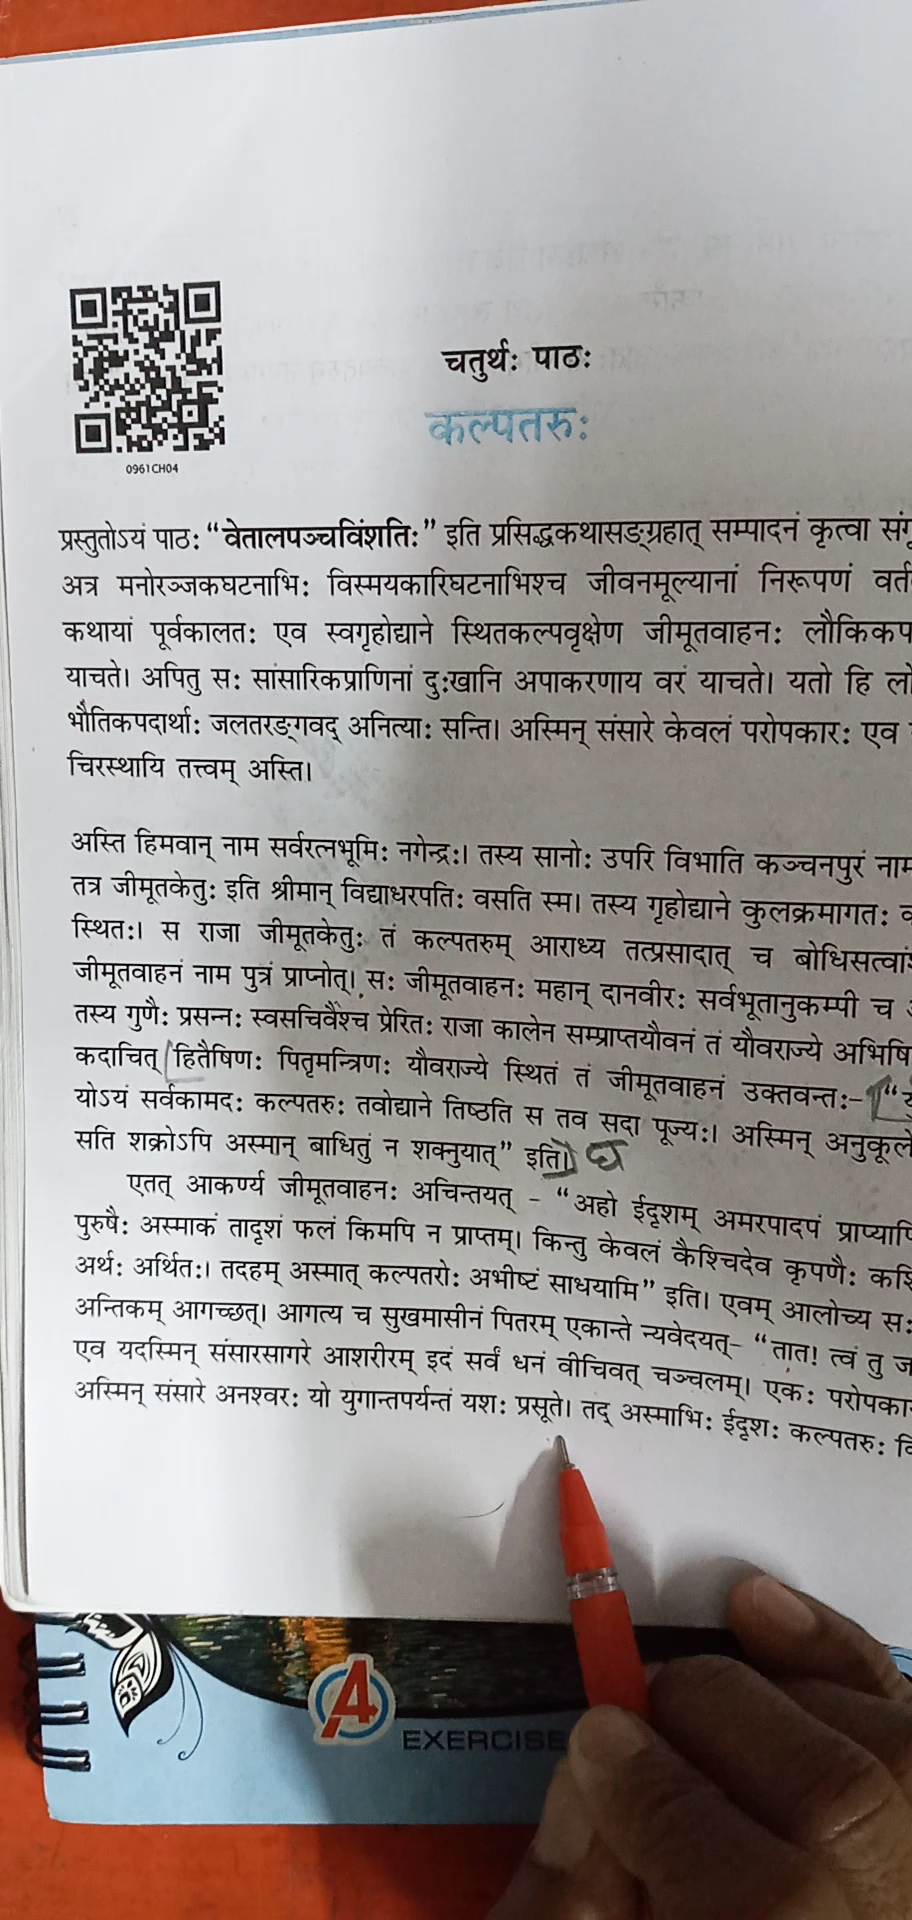 0961CH04
चतुर्थः पाठः
कल्पतरुः
प्रस्तुतोऽयं पाठः “वेतालपञ्चविंशतिः” इति प्रसिद्धकथासङ्ग्रहात् सम्पादनं कृत्वा
अत्र मनोरञ्जकघटनाभिः विस्मयकारिघटनाभिश्च जीवनमूल्यानां निरूपणं
कथायां पूर्वकालतः एव स्वगृहोद्याने स्थितकल्पवृक्षेण जीमूतवाहनः
याचते। अपितु सः सांसारिकप्राणिनां दुःखानि अपाकरणाय वरं याचते। यतो हि
भौतिकपदार्थाः जलतरङ्गवद् अनित्याः सन्ति। अस्मिन् संसारे केवलं परोपकारः एव
चिरस्थायि तत्त्वम् अस्ति।
अस्ति हिमवान् नाम सर्वरत्नभूमिः नगेन्द्रः। तस्य सानोः उपरि विभाति कञ्चनपुरं नाम
तत्र जीमूतकेतुः इति श्रीमान् विद्याधरपतिः वसति स्म। तस्य गृहोद्याने कुलक्रमागतः
स्थितः। स राजा जीमूतकेतुः तं कल्पतरुम् आराध्य तत्प्रसादात् च
जीमूतवाहनं नाम पुत्रं प्राप्नोत्। सः जीमूतवाहनः महान् दानवीरः सर्वभूतानुकम्पी च
तस्य गुणैः प्रसन्नः स्वसचिवैश्च प्रेरितः राजा कालेन सम्प्राप्तयौवनं तं यौवराज्ये
कदाचित् हितैषिणः पितृमन्त्रिणः यौवराज्ये स्थितं तं जीमूतवाहनं उक्तवन्तः- “
योऽयं सर्वकामदः कल्पतरुः तवोद्याने तिष्ठति स तव सदा पूज्यः। अस्मिन् अनुकूले
सति शक्रोऽपि अस्मान् बाधितुं न शक्नुयात्” इति। घ
एतत् आकर्ण्य जीमूतवाहनः अचिन्तयत् - “अहो ईदृशम् अमरपादपं
पुरुषैः अस्माकं तादृशं फलं किमपि न प्राप्तम्। किन्तु केवलं कैश्चिदेव कृपणैः
अर्थः अर्थितः। तदहम् अस्मात् कल्पतरोः अभीष्टं साधयामि” इति। एवम् आलोच्य सः
अन्तिकम् आगच्छत्। आगत्य च सुखमासीनं पितरम् एकान्ते न्यवेदयत्- “तात! त्वं तु
एव यदस्मिन् संसारसागरे आशरीरम् इदं सर्वं धनं वीचिवत् चञ्चलम्। एकः
अस्मिन् संसारे अनश्वरः यो युगान्तपर्यन्तं यशः प्रसूते। तद् अस्माभिः ईदृशः कल्पतरुः
A
EXERCISE